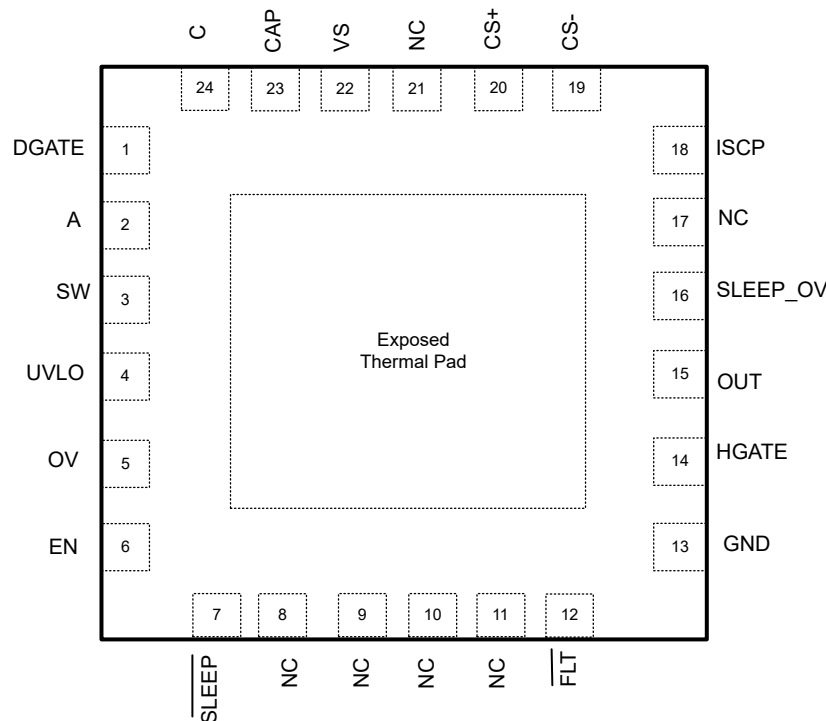 C
CAP
VS
NC
CS+
CS-
24
23
22
21
20
19
DGATE 1
18 ISCP
A 2
17 NC
SW 3
16 SLEEP_OV
Exposed
Thermal Pad
UVLO 4
15 OUT
OV 5
14 HGATE
EN 6
13 GND
7
8
9
10
11
12
SLEEP
NC
NC
NC
NC
FLT